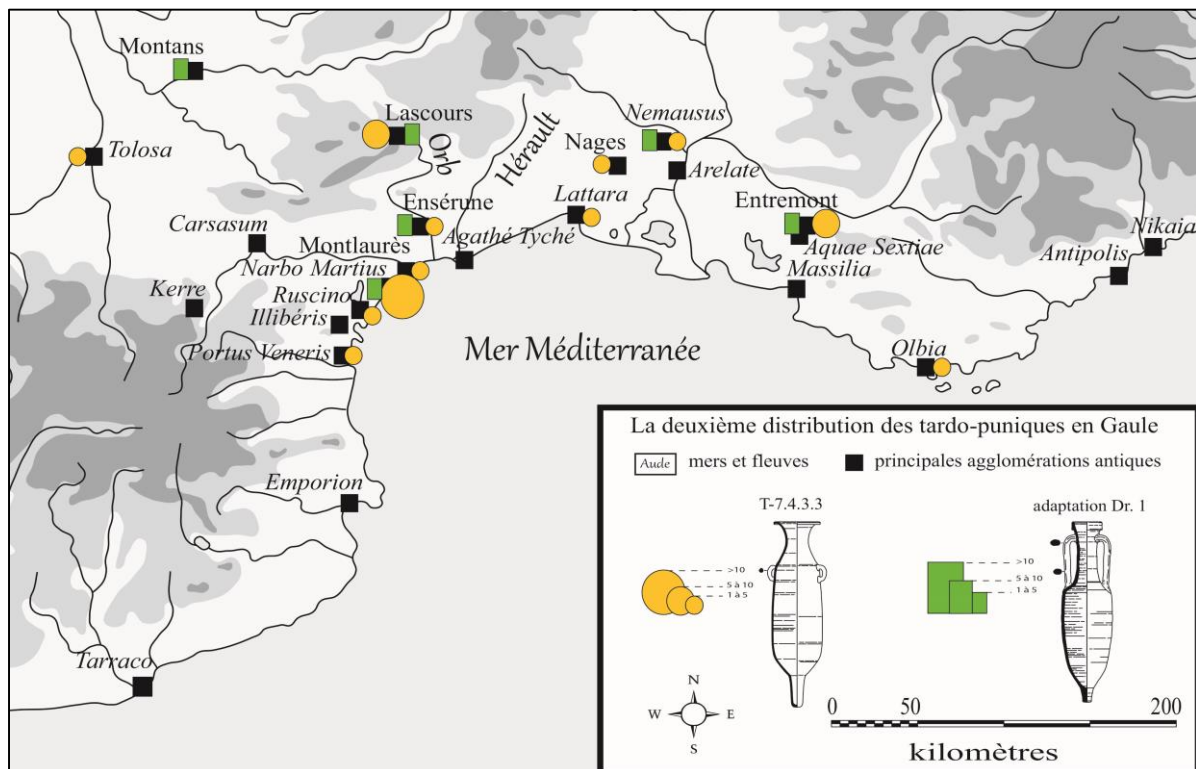 Montans
Lascours
Orb
Hérault
Nemausus
Nages
Tolosa
Arelate
Lattara
Entremont
Ensérune
Carsasum
Agathé Tyché
Aquae Sextiae
Nikaia
Montlaurès
Antipolis
Narbo Martius
Massilia
Kerre
Ruscino
Illibéris
Mer Méditerranée
Portus Veneris
Olbia
Emporion
Tarraco
La deuxième distribution des tardo-puniques en Gaule
Aude mers et fleuves principales agglomérations antiques
T-7.4.3.3 adaptation Dr. 1
>10 >10
5 à 10 5 à 10
1 à 5 1 à 5
N
W E
S
0 50 200
kilomètres